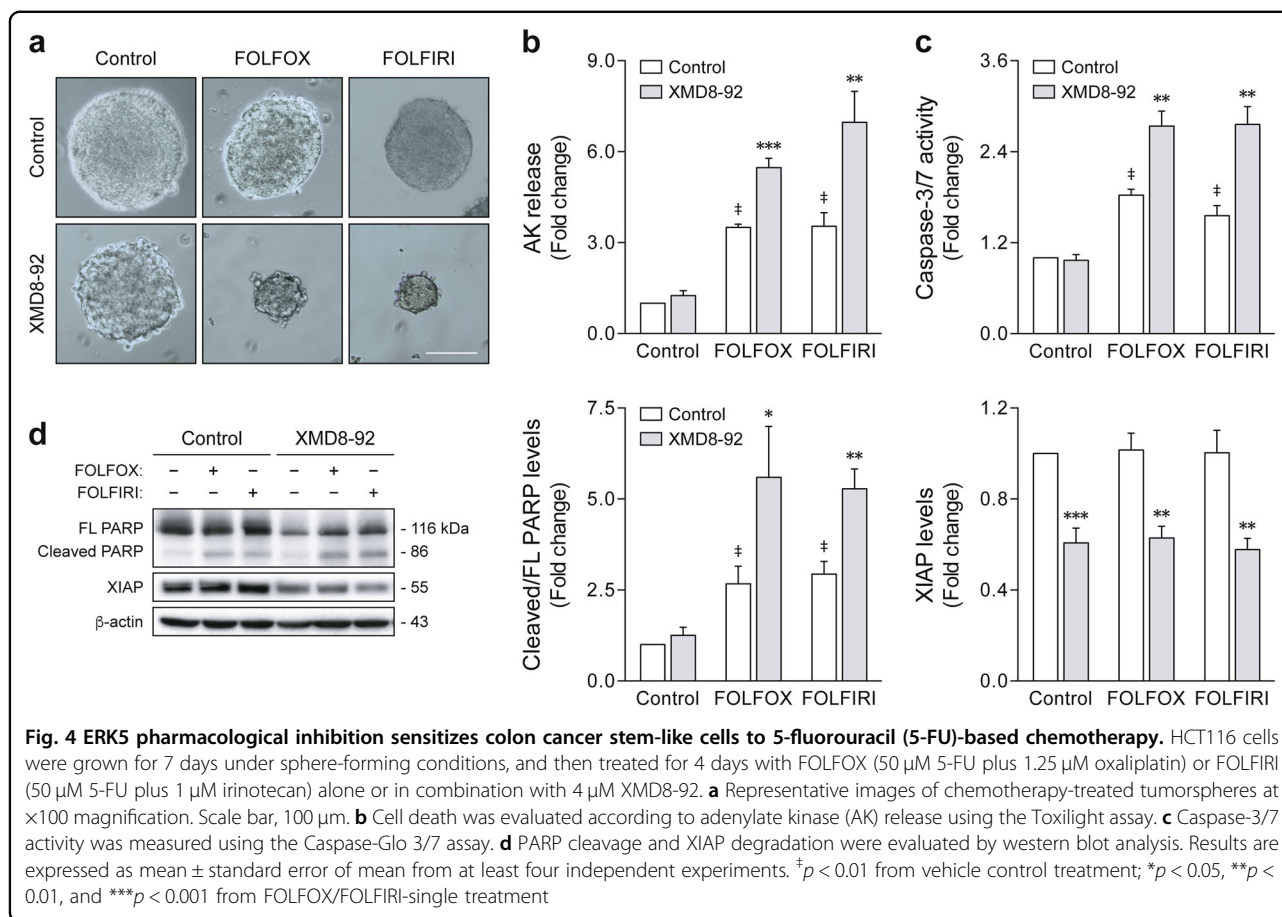 a
Control FOLFOX FOLFIRI
Control
XMD8-92
b
9.0
6.0
3.0
0.0
AK release
(Fold change)
Control
XMD8-92
‡ *** ‡ **
Control FOLFOX FOLFIRI
c
3.6
2.4
1.2
0.0
Caspase-3/7 activity
(Fold change)
Control
XMD8-92
‡ ** ‡ **
Control FOLFOX FOLFIRI
d
Control XMD8-92
FOLFOX: – + – – + –
FOLFIRI: – – + – – +
FL PARP - 116 kDa
Cleaved PARP - 86
XIAP - 55
β-actin - 43
7.5
5.0
2.5
0.0
Cleaved/FL PARP levels
(Fold change)
Control
XMD8-92
‡ * ‡ **
Control FOLFOX FOLFIRI
1.2
0.8
0.4
0.0
XIAP levels
(Fold change)
*** ** **
Control FOLFOX FOLFIRI
Fig. 4 ERK5 pharmacological inhibition sensitizes colon cancer stem-like cells to 5-fluorouracil (5-FU)-based chemotherapy. HCT116 cells
were grown for 7 days under sphere-forming conditions, and then treated for 4 days with FOLFOX (50 µM 5-FU plus 1.25 µM oxaliplatin) or FOLFIRI
(50 µM 5-FU plus 1 µM irinotecan) alone or in combination with 4 µM XMD8-92. a Representative images of chemotherapy-treated tumorspheres at
×100 magnification. Scale bar, 100 µm. b Cell death was evaluated according to adenylate kinase (AK) release using the Toxilight assay. c Caspase-3/7
activity was measured using the Caspase-Glo 3/7 assay. d PARP cleavage and XIAP degradation were evaluated by western blot analysis. Results are
expressed as mean ± standard error of mean from at least four independent experiments. ‡p < 0.01 from vehicle control treatment; *p < 0.05, **p <
0.01, and ***p < 0.001 from FOLFOX/FOLFIRI-single treatment